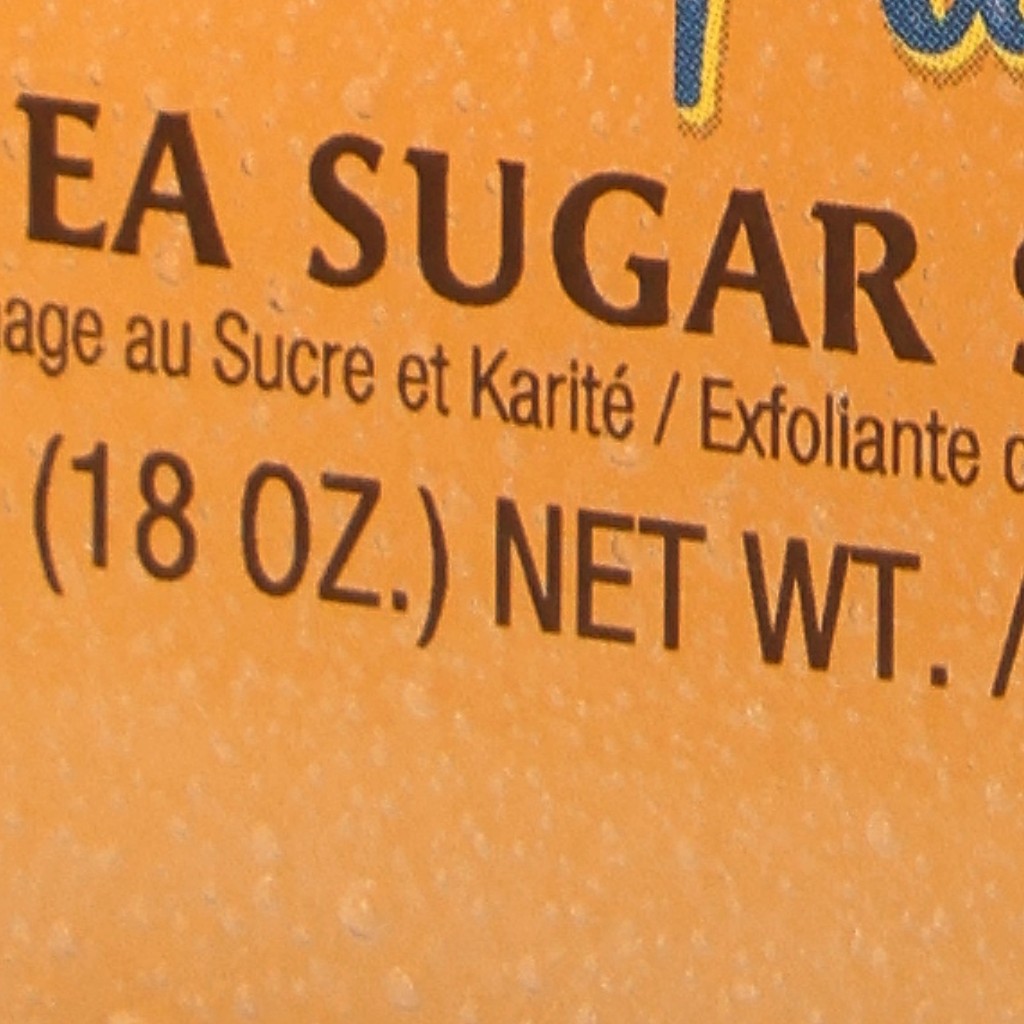 EA SUGAR
age au Sucre et Karité / Exfoliante
(18 OZ.) NET WT. /